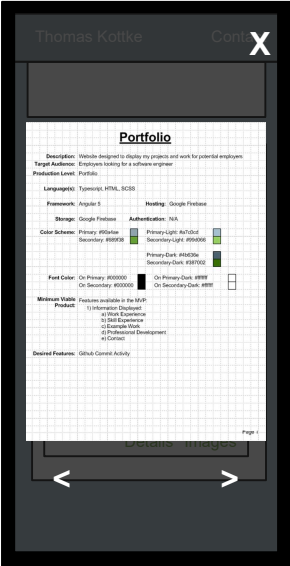 Thomas Kottke Conta
X
Portfolio
Description: Website designed to display my projects and work for potential employers
Target Audience: Employers looking for a software engineer
Production Level: Portfolio
Language(s): Typescript, HTML, SCSS
Framework: Angular 5 Hosting: Google Firebase
Storage: Google Firebase Authentication: N/A
Color Scheme: Primary: #90a4ae Primary-Light: #a7c0cd
Secondary: #689f38 Secondary-Light: #99d066
Primary-Dark: #4b636e
Secondary-Dark: #387002
Font Color: On Primary: #000000 On Primary-Dark: #ffffff
On Secondary: #000000 On Secondary-Dark: #ffffff
Minimum Viable Features available in the MVP:
Product: 1) Information Displayed:
a) Work Experience
b) Skill Experience
c) Example Work
d) Professional Development
e) Contact
Desired Features: Github Commit Activity
Page
Details Images
< >